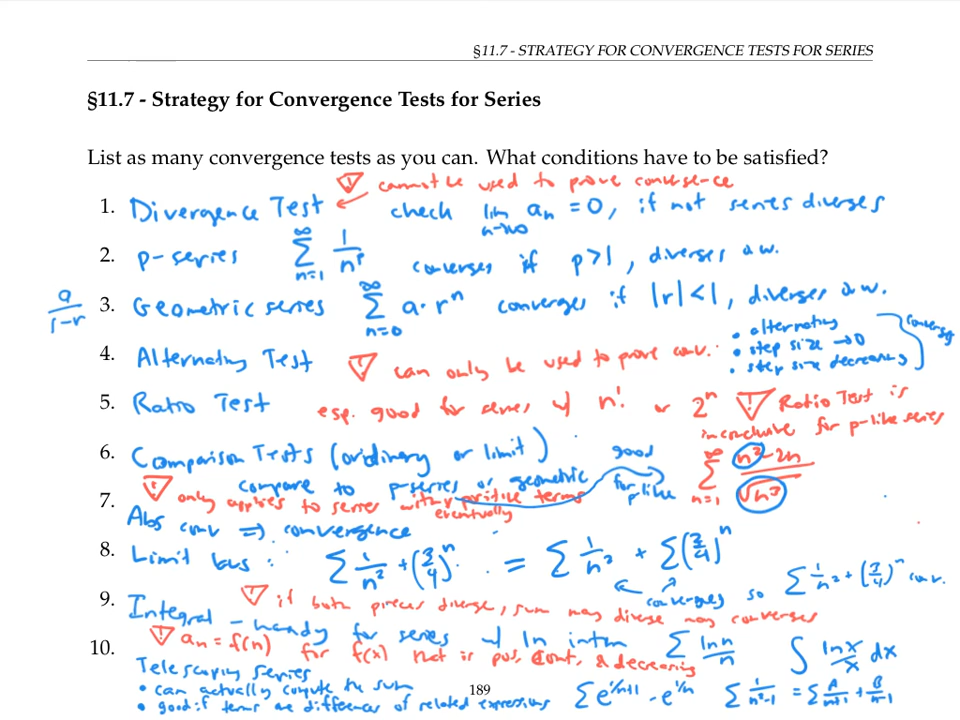 §11.7 - STRATEGY FOR CONVERGENCE TESTS FOR SERIES
§11.7 - Strategy for Convergence Tests for Series
List as many convergence tests as you can. What conditions have to be satisfied?
⚠ cannot be used to prove convergence
1. Divergence Test ← check lim n→∞ a_n = 0, if not series diverges
2. p-series ∑_{n=1}^{∞} 1/n^p converges if p>1, diverges o.w.
a/(1-r) 3. Geometric series ∑_{n=0}^{∞} a·r^n converges if |r|<1, diverges o.w.
4. Alternating Test ⚠ can only be used to prove conv.
• alternating
• step size → 0
• step size decreasing
converges
5. Ratio Test esp. good for series w/ n! or 2^n ⚠ Ratio Test is
inconclusive for p-like series
6. Comparison Tests (ordinary or limit) good for p like ∑_{n=1}^{∞} (n²-2n)/√(n³)
compare to p-series or geometric
⚠ only applies to series with positive terms
eventually
7. Abs conv ⇒ convergence
8. Limit laws: ∑ 1/n² + (3/4)^n = ∑ 1/n² + ∑ (3/4)^n
converges so ∑ 1/n² + (3/4)^n conv.
⚠ if both pieces diverge, sum may diverse may converges
9. Integral - handy for series w/ ln in them ∑ ln n/n ∫ ln x/x dx
⚠ a_n = f(n) for f(x) that is pos, cont, & decreasing
10. Telescoping Series
• can actually compute the sum
• good if terms are differences of related expressions ∑ e^{1/n+1} - e^{1/n} ∑ 1/(n²-1) = ∑ A/(n+1) + B/(n-1)
189